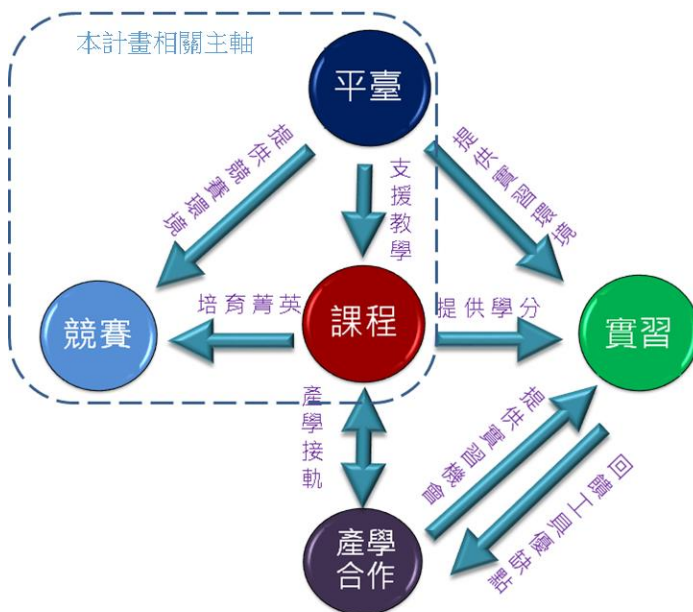 本計畫相關主軸
平臺
提供競賽環境
支援教學
提供實習環境
競賽
培育菁英
課程
提供學分
實習
產學接軌
提供實習機會
回饋工具優缺點
產學
合作